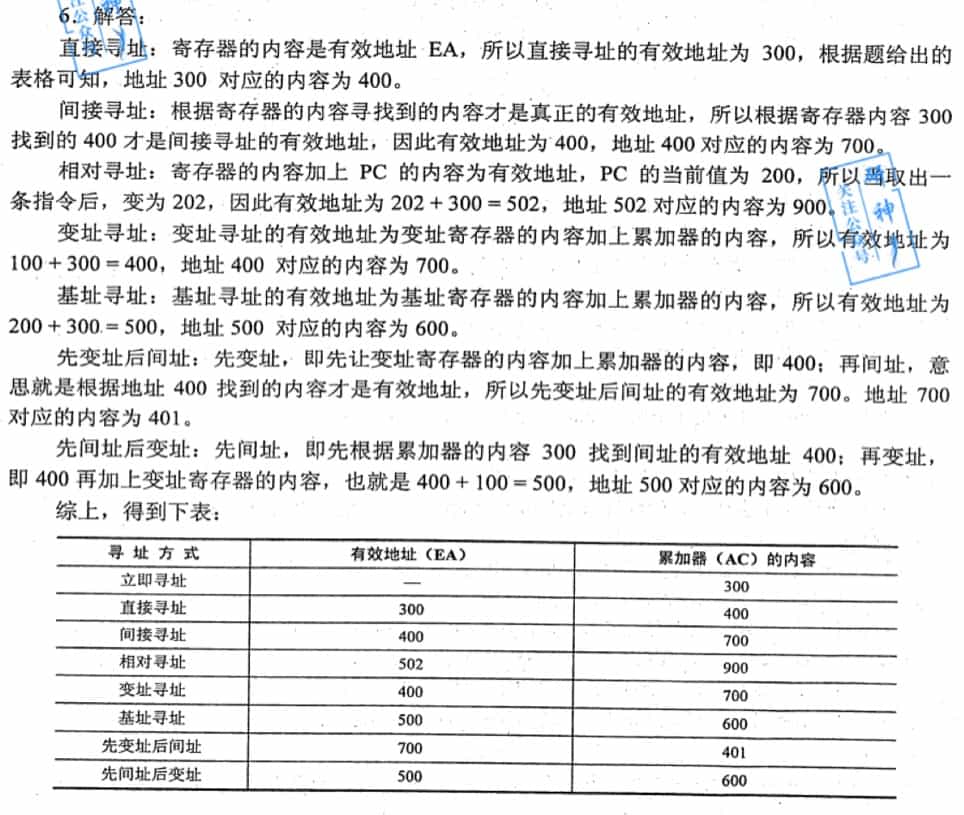 6. 解答：
直接寻址：寄存器的内容是有效地址 EA，所以直接寻址的有效地址为 300，根据题给出的
表格可知，地址 300 对应的内容为 400。
间接寻址：根据寄存器的内容寻找到的内容才是真正的有效地址，所以根据寄存器内容 300
找到的 400 才是间接寻址的有效地址，因此有效地址为 400，地址 400 对应的内容为 700。
相对寻址：寄存器的内容加上 PC 的内容为有效地址，PC 的当前值为 200，所以当取出一
条指令后，变为 202，因此有效地址为 202 + 300 = 502，地址 502 对应的内容为 900。
变址寻址：变址寻址的有效地址为变址寄存器的内容加上累加器的内容，所以有效地址为
100 + 300 = 400，地址 400 对应的内容为 700。
基址寻址：基址寻址的有效地址为基址寄存器的内容加上累加器的内容，所以有效地址为
200 + 300 = 500，地址 500 对应的内容为 600。
先变址后间址：先变址，即先让变址寄存器的内容加上累加器的内容，即 400；再间址，意
思就是根据地址 400 找到的内容才是有效地址，所以先变址后间址的有效地址为 700。地址 700
对应的内容为 401。
先间址后变址：先间址，即先根据累加器的内容 300 找到间址的有效地址 400；再变址，
即 400 再加上变址寄存器的内容，也就是 400 + 100 = 500，地址 500 对应的内容为 600。
综上，得到下表：
寻址方式 有效地址（EA） 累加器（AC）的内容
立即寻址 — 300
直接寻址 300 400
间接寻址 400 700
相对寻址 502 900
变址寻址 400 700
基址寻址 500 600
先变址后间址 700 401
先间址后变址 500 600
注公众
神
关注公众号
神